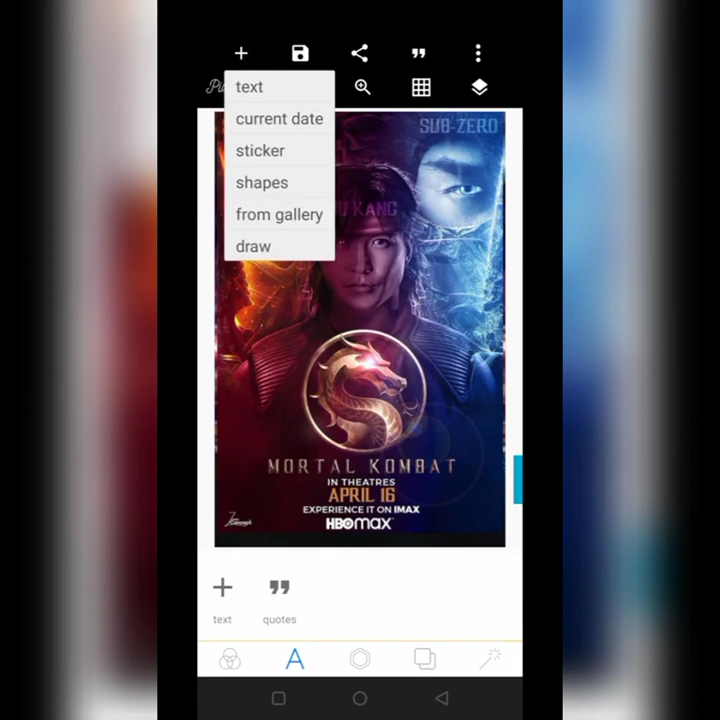 text
current date
sticker
shapes
from gallery
draw
SUB-ZERO
KANG
MORTAL KOMBAT
IN THEATRES
APRIL 16
EXPERIENCE IT ON IMAX
HBOmax
text
quotes
A